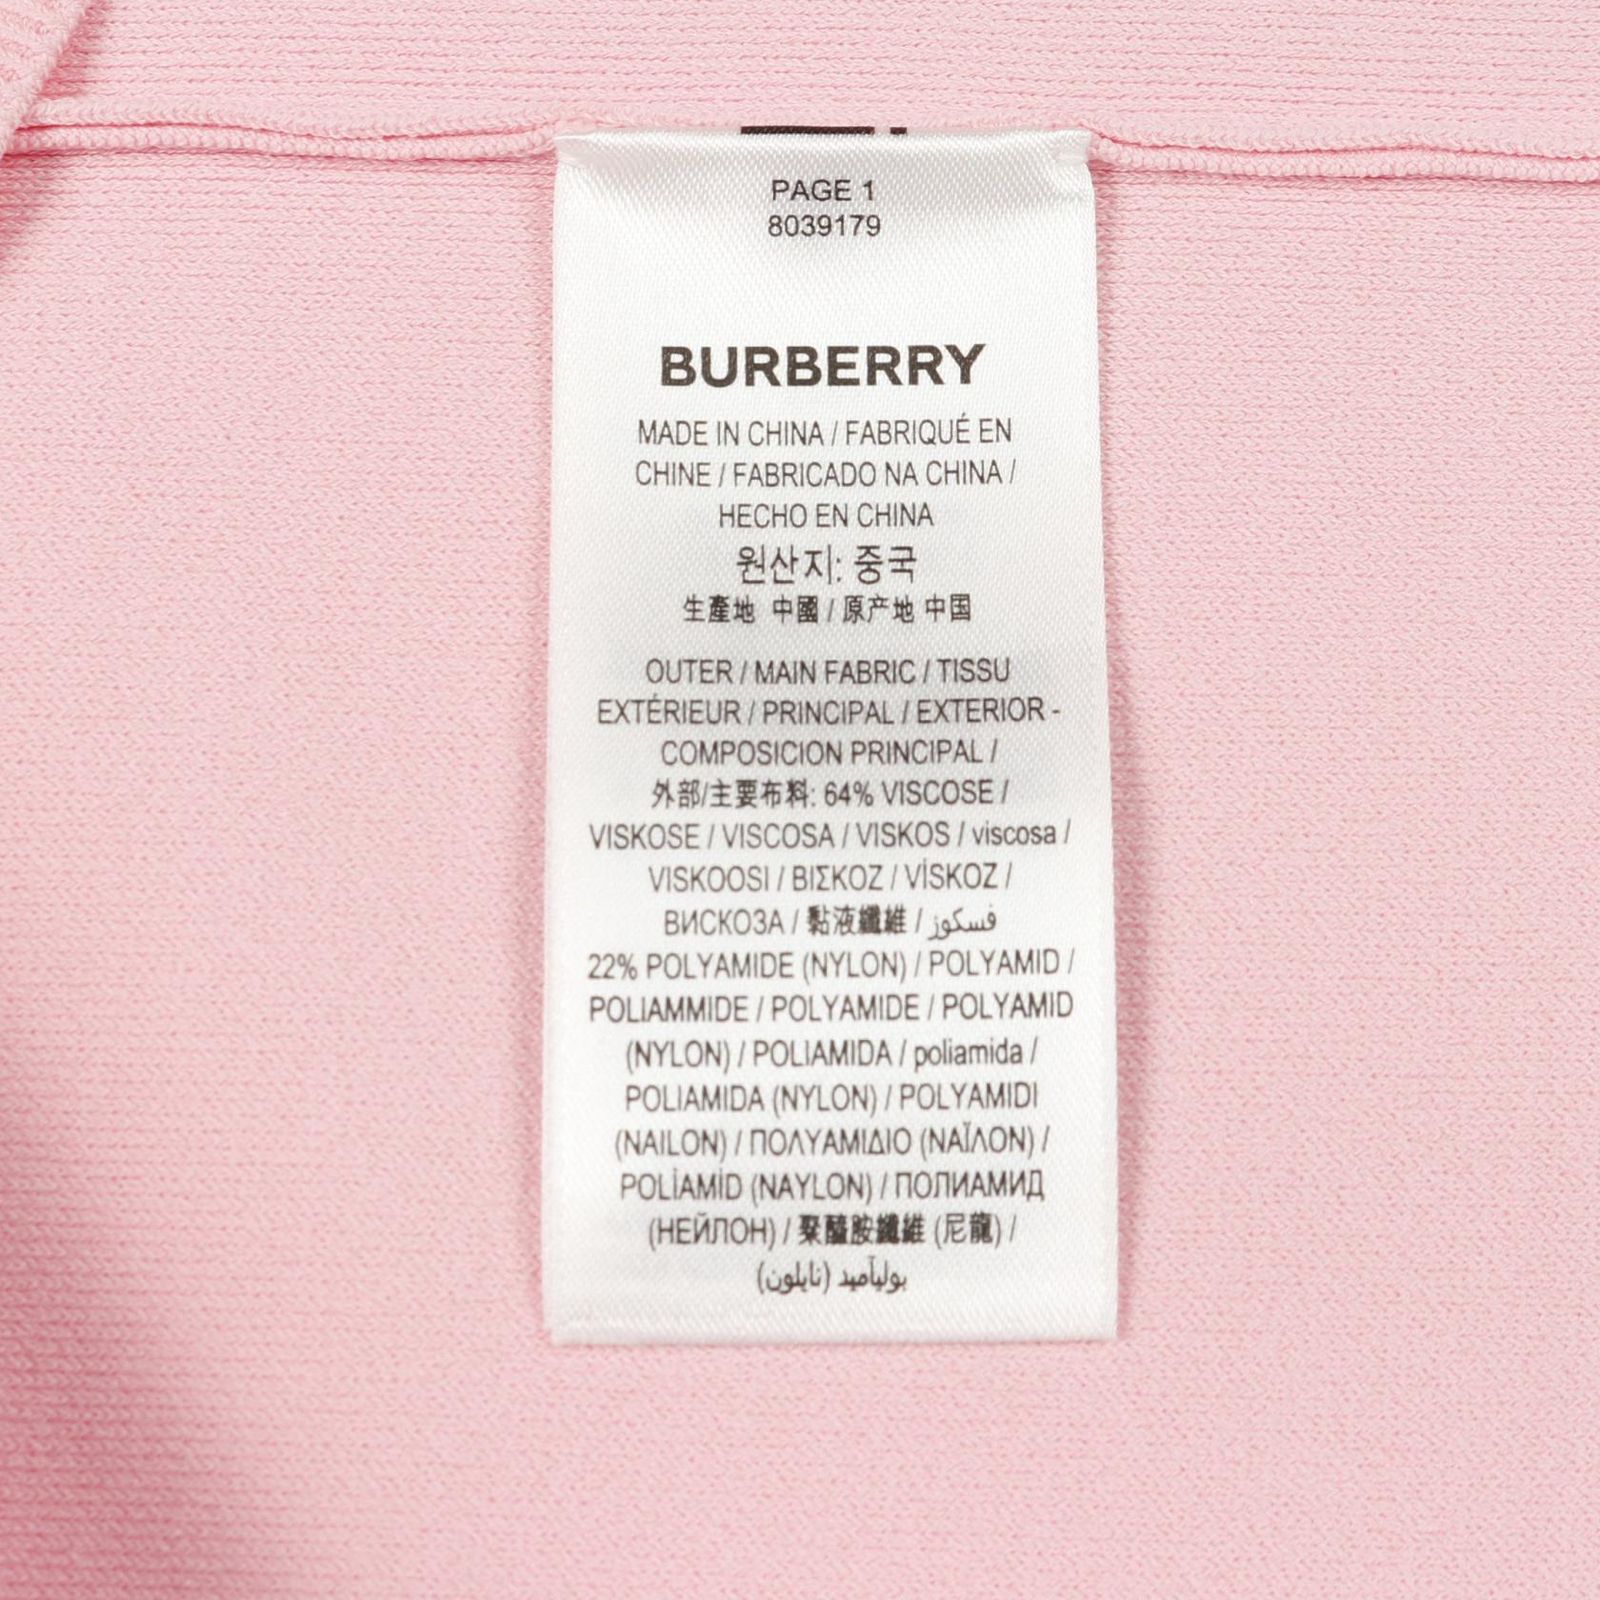 PAGE 1
8039179
BURBERRY
MADE IN CHINA / FABRIQUÉ EN
CHINE / FABRICADO NA CHINA /
HECHO EN CHINA
원산지: 중국
生產地 中國 / 原产地 中国
OUTER / MAIN FABRIC / TISSU
EXTÉRIEUR / PRINCIPAL / EXTERIOR -
COMPOSICION PRINCIPAL /
外部/主要布料: 64% VISCOSE /
VISKOSE / VISCOSA / VISKOS / viscosa /
VISKOOSI / ΒΙΣΚΟΖ / VİSKOZ /
ВИСКОЗА / 黏液纖維 / فسكوز
22% POLYAMIDE (NYLON) / POLYAMID /
POLIAMMIDE / POLYAMIDE / POLYAMID
(NYLON) / POLIAMIDA / poliamida /
POLIAMIDA (NYLON) / POLYAMIDI
(NAILON) / ΠΟΛΥΑΜΙΔΙΟ (ΝΑΪΛΟΝ) /
POLİAMİD (NAYLON) / ПОЛИАМИД
(НЕЙЛОН) / 聚醯胺纖維 (尼龍) /
بوليآميد (نايلون)